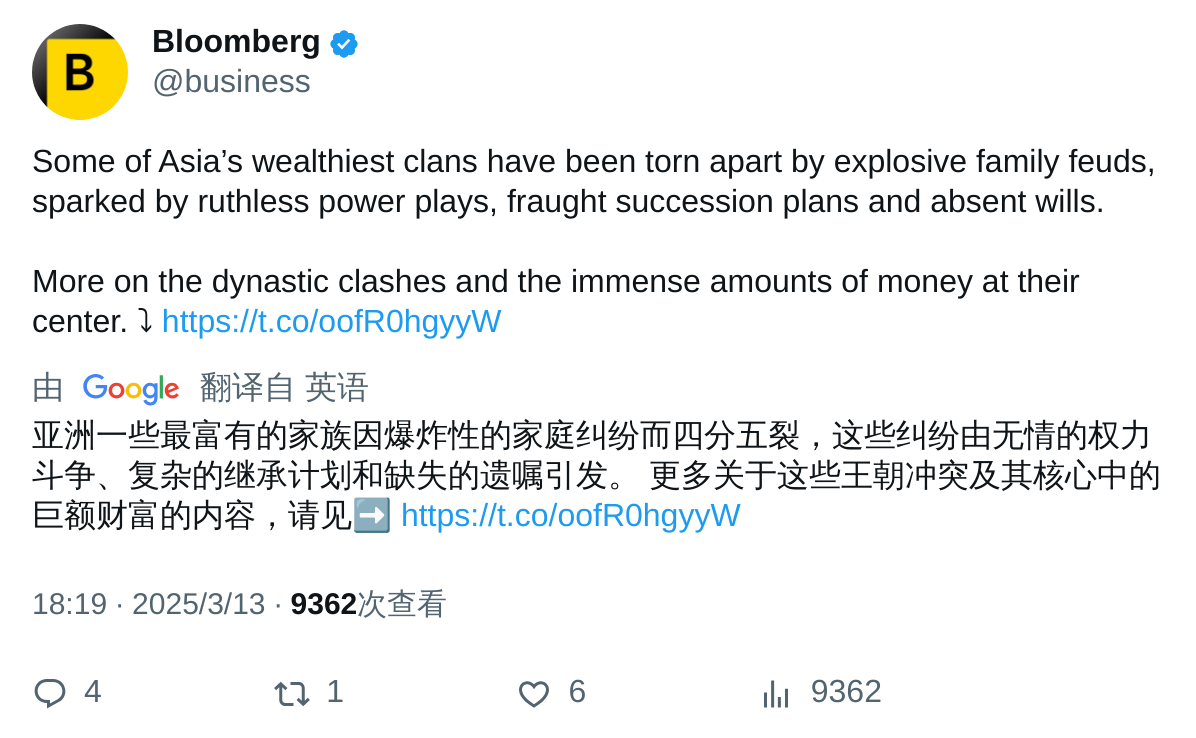 B
Bloomberg
@business
Some of Asia’s wealthiest clans have been torn apart by explosive family feuds,
sparked by ruthless power plays, fraught succession plans and absent wills.
More on the dynastic clashes and the immense amounts of money at their
center. ⤵ https://t.co/oofR0hgyyW
由 Google 翻译自 英语
亚洲一些最富有的家族因爆炸性的家庭纠纷而四分五裂，这些纠纷由无情的权力
斗争、复杂的继承计划和缺失的遗嘱引发。 更多关于这些王朝冲突及其核心中的
巨额财富的内容，请见➡️ https://t.co/oofR0hgyyW
18:19 · 2025/3/13 · 9362次查看
4 1 6 9362